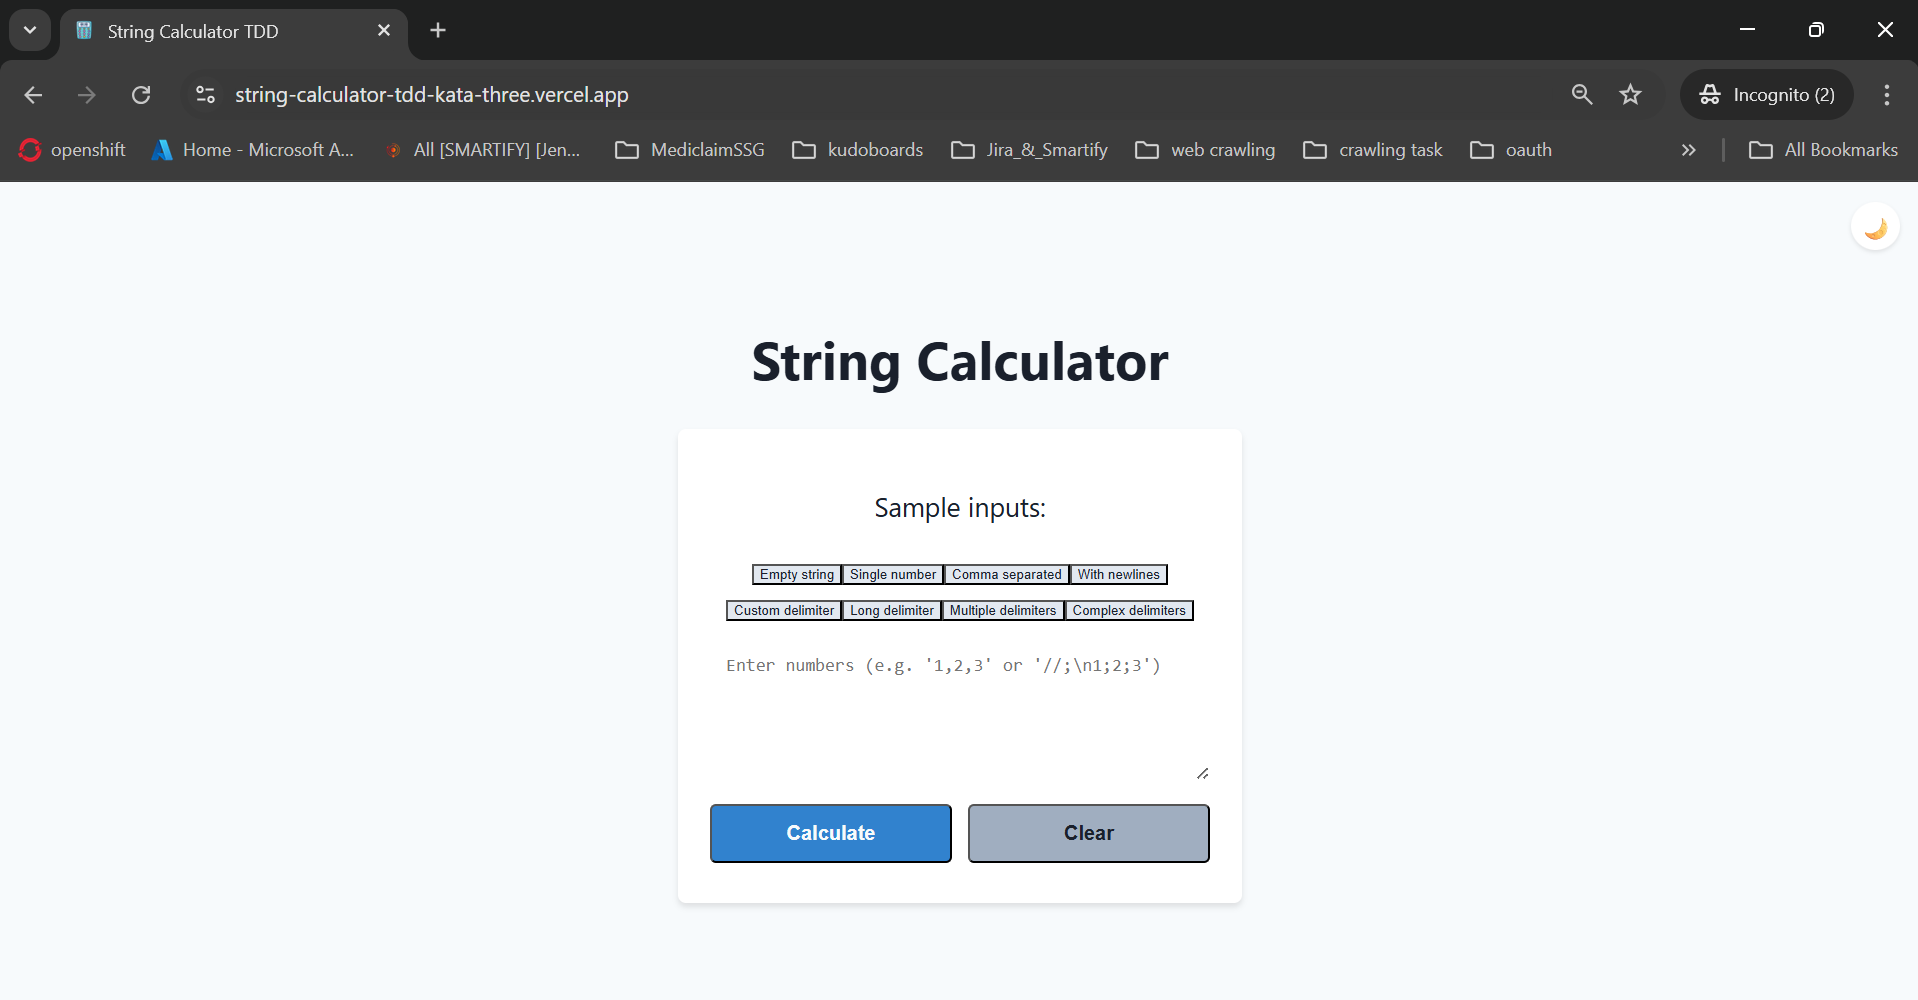 String Calculator TDD
string-calculator-tdd-kata-three.vercel.app
Incognito (2)
openshift Home - Microsoft A... All [SMARTIFY] [Jen... MediclaimSSG kudoboards Jira_&_Smartify web crawling crawling task oauth All Bookmarks
String Calculator
Sample inputs:
Empty string Single number Comma separated With newlines
Custom delimiter Long delimiter Multiple delimiters Complex delimiters
Enter numbers (e.g. '1,2,3' or '//;\n1;2;3')
Calculate Clear